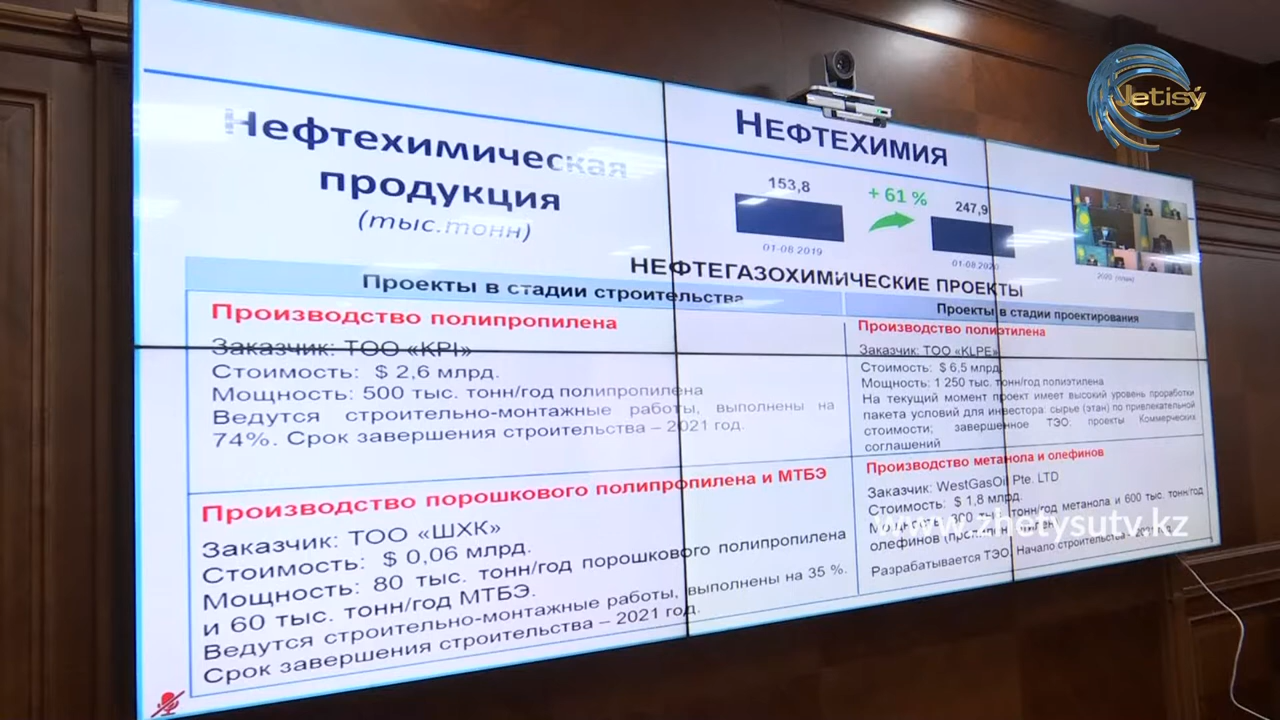 Jetisý
Нефтехимическая
продукция
(тыс.тонн)
НЕФТЕХИМИЯ
153,8
+ 61 %
247,9
01-08.2019
01-08.2020
НЕФТЕГАЗОХИМИЧЕСКИЕ ПРОЕКТЫ
Проекты в стадии строительства
Производство полипропилена
Заказчик: ТОО «KPI»
Стоимость: $ 2,6 млрд.
Мощность: 500 тыс. тонн/год полипропилена
Ведутся строительно-монтажные работы, выполнены на
74%. Срок завершения строительства – 2021 год.
Производство порошкового полипропилена и МТБЭ
Заказчик: ТОО «ШХК»
Стоимость: $ 0,06 млрд.
Мощность: 80 тыс. тонн/год порошкового полипропилена
и 60 тыс. тонн/год МТБЭ.
Ведутся строительно-монтажные работы, выполнены на 35 %.
Срок завершения строительства – 2021 год.
Проекты в стадии проектирования
Производство полиэтилена
Заказчик: ТОО «KLPE»
Стоимость: $ 6,5 млрд.
Мощность: 1 250 тыс. тонн/год полиэтилена
На текущий момент проект имеет высокий уровень проработки
пакета условий для инвестора: сырье (этан) по привлекательной
стоимости; завершенное ТЭО; проекты Коммерческих
соглашений
Производство метанола и олефинов
Заказчик: WestGasOil Pte. LTD
Стоимость: $ 1,8 млрд.
Мощность: 300 тыс. тонн/год метанола и 600 тыс. тонн/год
олефинов
Разрабатывается ТЭО. Начало строительства –
www.zhetysutv.kz